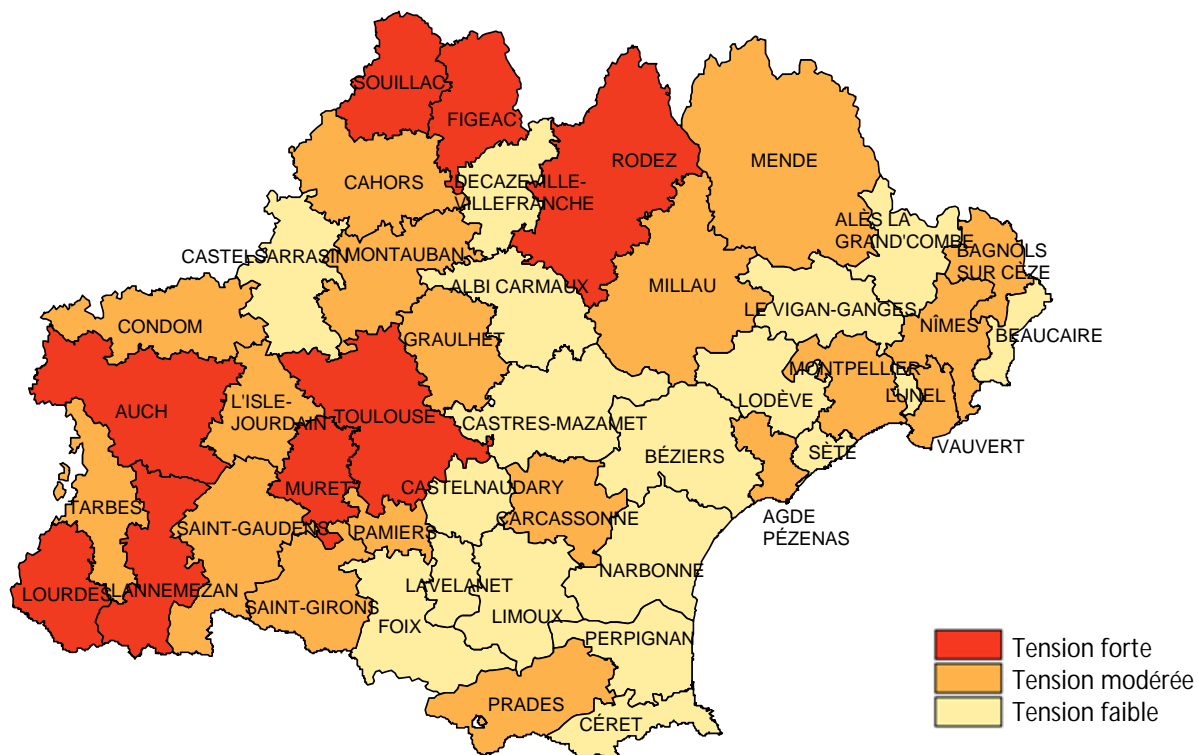 SOUILLAC
FIGEAC
RODEZ
MENDE
CAHORS
DECAZEVILLE-
VILLEFRANCHE
ALÈS LA
GRAND'COMBE
BAGNOLS
SUR CÈZE
CASTELSARRASIN
MONTAUBAN
ALBI CARMAUX
MILLAU
LE VIGAN-GANGES
NÎMES
BEAUCAIRE
CONDOM
GRAULHET
MONTPELLIER
LUNEL
AUCH
L'ISLE-
JOURDAIN
TOULOUSE
CASTRES-MAZAMET
LODÈVE
VAUVERT
SÈTE
BÉZIERS
MURET
CASTELNAUDARY
TARBES
SAINT-GAUDENS
PAMIERS
CARCASSONNE
AGDE
PÉZENAS
LOURDES
LANNEMEZAN
SAINT-GIRONS
LAVELANET
NARBONNE
FOIX
LIMOUX
PERPIGNAN
PRADES
CÉRET
Tension forte
Tension modérée
Tension faible